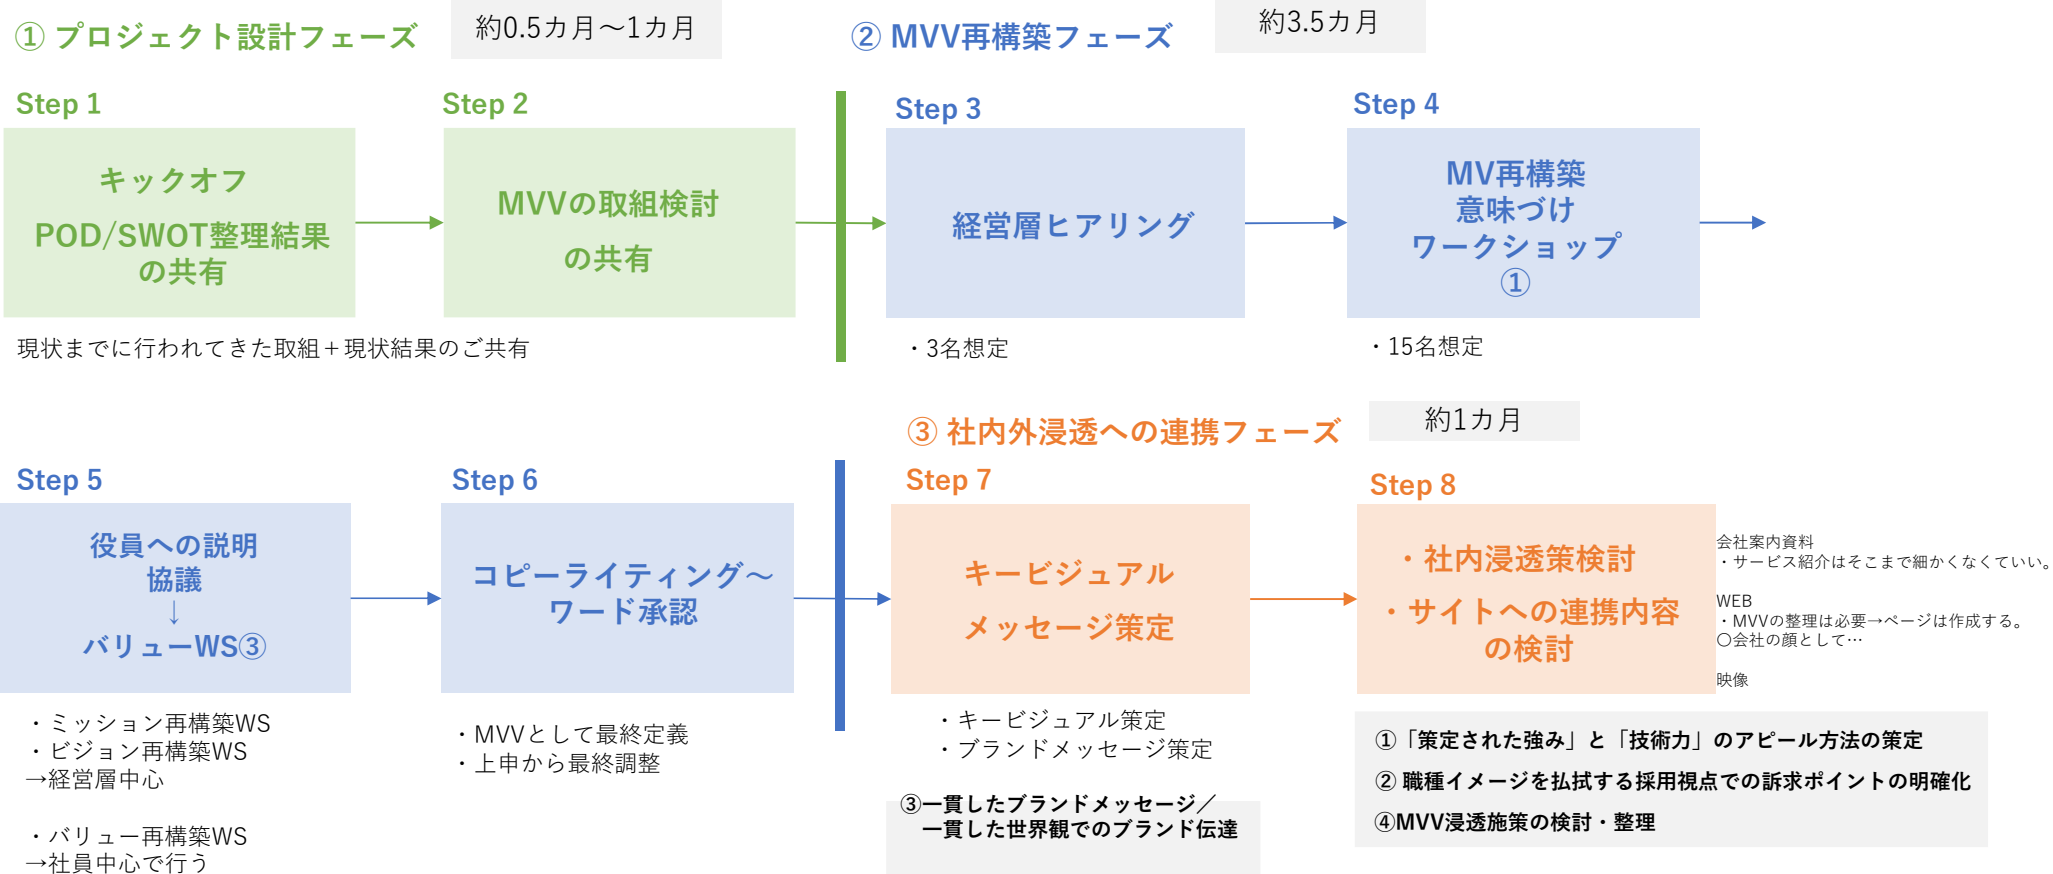 ① プロジェクト設計フェーズ
約0.5カ月～1カ月
② MVV再構築フェーズ
約3.5カ月
Step 1
キックオフ
POD/SWOT整理結果
の共有
現状までに行われてきた取組＋現状結果のご共有
Step 2
MVVの取組検討
の共有
Step 3
経営層ヒアリング
・3名想定
Step 4
MV再構築
意味づけ
ワークショップ
①
・15名想定
③ 社内外浸透への連携フェーズ
約1カ月
Step 5
役員への説明
協議
↓
バリューWS③
・ミッション再構築WS
・ビジョン再構築WS
→経営層中心
・バリュー再構築WS
→社員中心で行う
Step 6
コピーライティング～
ワード承認
・MVVとして最終定義
・上申から最終調整
Step 7
キービジュアル
メッセージ策定
・キービジュアル策定
・ブランドメッセージ策定
③一貫したブランドメッセージ／
一貫した世界観でのブランド伝達
Step 8
・社内浸透策検討
・サイトへの連携内容
の検討
会社案内資料
・サービス紹介はそこまで細かくなくていい。
WEB
・MVVの整理は必要→ページは作成する。
〇会社の顔として…
映像
①「策定された強み」と「技術力」のアピール方法の策定
② 職種イメージを払拭する採用視点での訴求ポイントの明確化
④MVV浸透施策の検討・整理